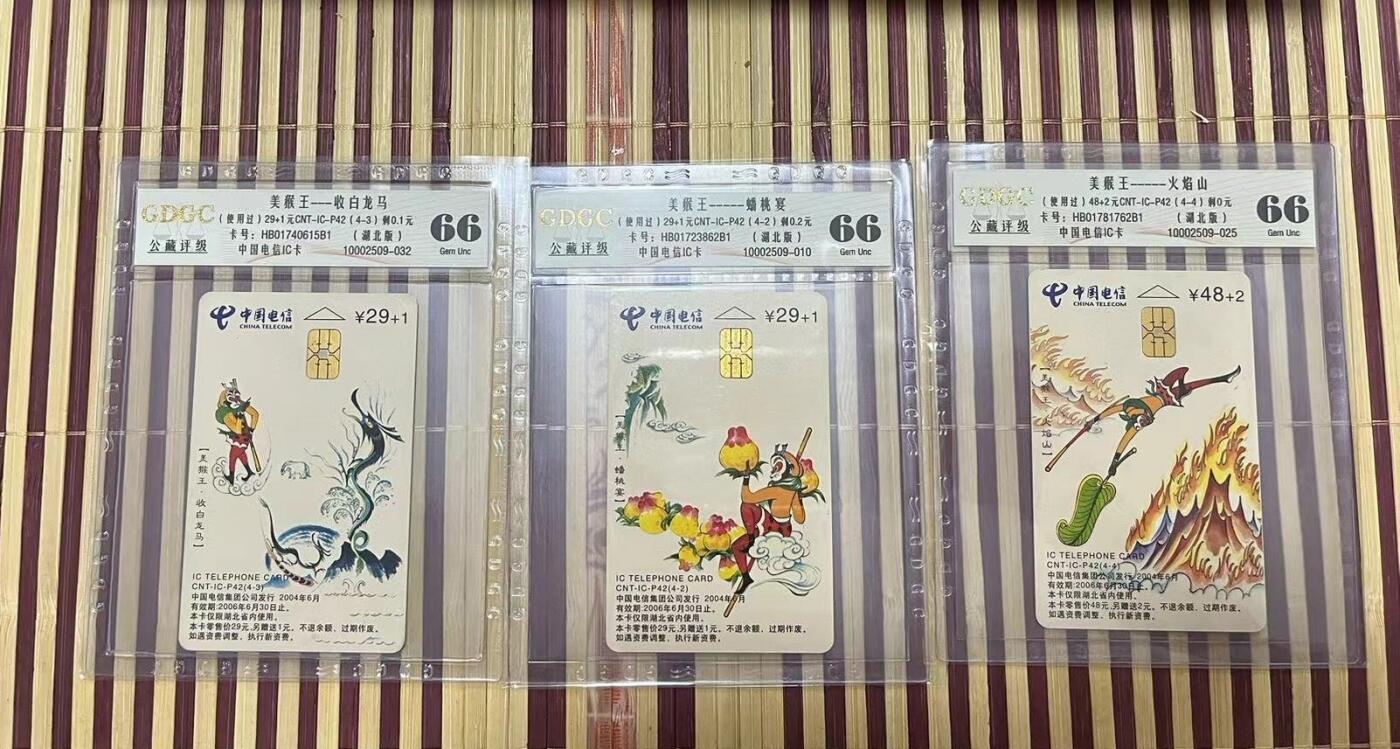 美猴王---收白龙马
GDGC
公藏评级
(使用过)29+1元CNT-IC-P42(4-3)剩0.1元
卡号：HB01740615B1 (湖北版)
中国电信IC卡 10002509-032
66
Gem Unc
中国电信
CHINA TELECOM
¥29+1
【美猴王·收白龙马】
IC TELEPHONE CARD
CNT-IC-P42(4-3)
中国电信集团公司发行 2004年6月
有效期:2006年6月30日止。
本卡仅限湖北省内使用。
本卡零售价29元,另赠送1元。不退余额、过期作废。
如遇资费调整、执行新资费。
美猴王-----蟠桃宴
GDGC
公藏评级
(使用过)29+1元CNT-IC-P42(4-2)剩0.2元
卡号：HB01723862B1 (湖北版)
中国电信IC卡 10002509-010
66
Gem Unc
中国电信
CHINA TELECOM
¥29+1
【美猴王·蟠桃宴】
IC TELEPHONE CARD
CNT-IC-P42(4-2)
中国电信集团公司发行 2004年6月
有效期:2006年6月30日止。
本卡仅限湖北省内使用。
本卡零售价29元,另赠送1元。不退余额、过期作废。
如遇资费调整、执行新资费。
美猴王-----火焰山
GDGC
公藏评级
(使用过)48+2元CNT-IC-P42(4-4)剩0元
卡号：HB01781762B1 (湖北版)
中国电信IC卡 10002509-025
66
Gem Unc
中国电信
CHINA TELECOM
¥48+2
【美猴王·火焰山】
IC TELEPHONE CARD
CNT-IC-P42(4-4)
中国电信集团公司发行 2004年6月
有效期:2006年6月30日止。
本卡仅限湖北省内使用。
本卡零售价48元,另赠送2元。不退余额、过期作废。
如遇资费调整、执行新资费。